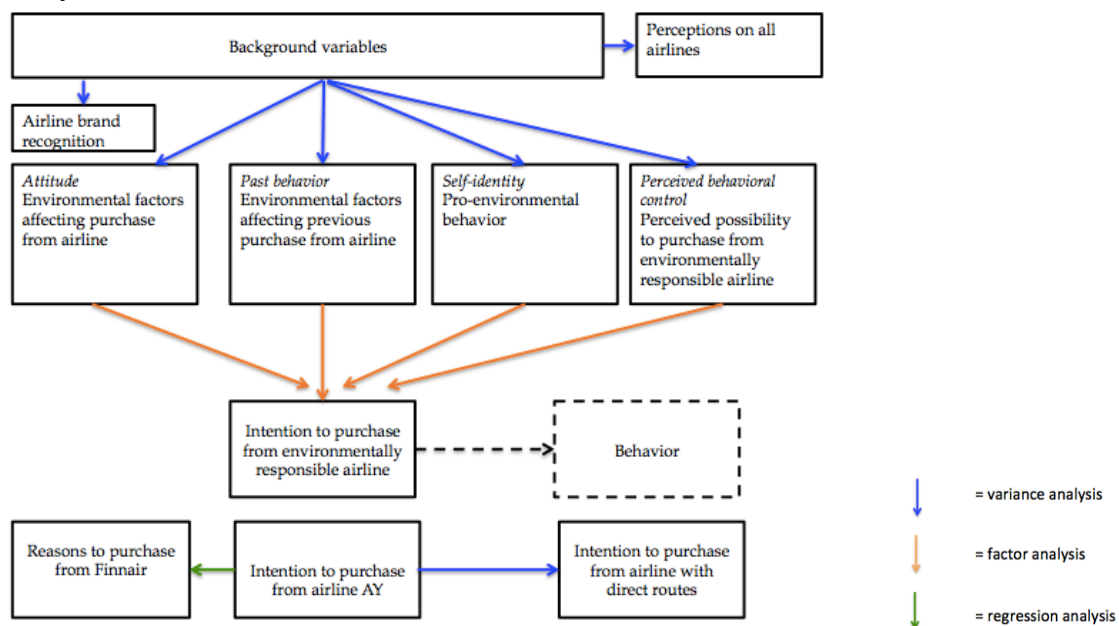 Background variables
Perceptions on all
airlines
Airline brand
recognition
Attitude
Environmental factors
affecting purchase
from airline
Past behavior
Environmental factors
affecting previous
purchase from airline
Self-identity
Pro-environmental
behavior
Perceived behavioral
control
Perceived possibility
to purchase from
environmentally
responsible airline
Intention to purchase
from environmentally
responsible airline
Behavior
Reasons to purchase
from Finnair
Intention to purchase
from airline AY
Intention to purchase
from airline with
direct routes
= variance analysis
= factor analysis
= regression analysis